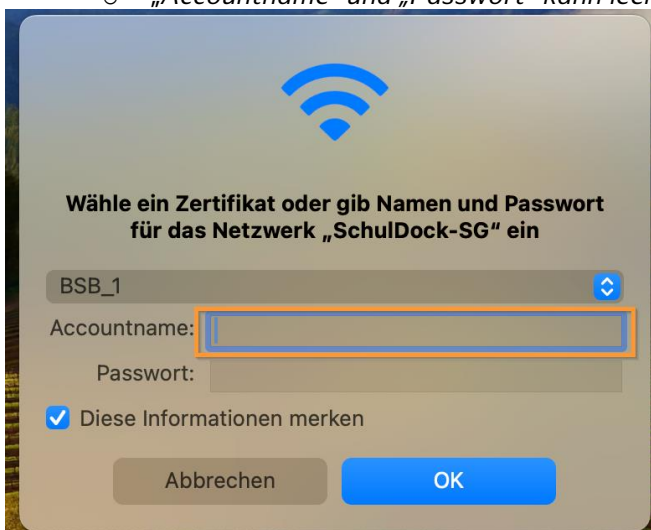 „Accountname“ und „Passwort“ kann leer
Wähle ein Zertifikat oder gib Namen und Passwort
für das Netzwerk „SchulDock-SG“ ein
BSB_1
Accountname:
Passwort:
Diese Informationen merken
Abbrechen
OK